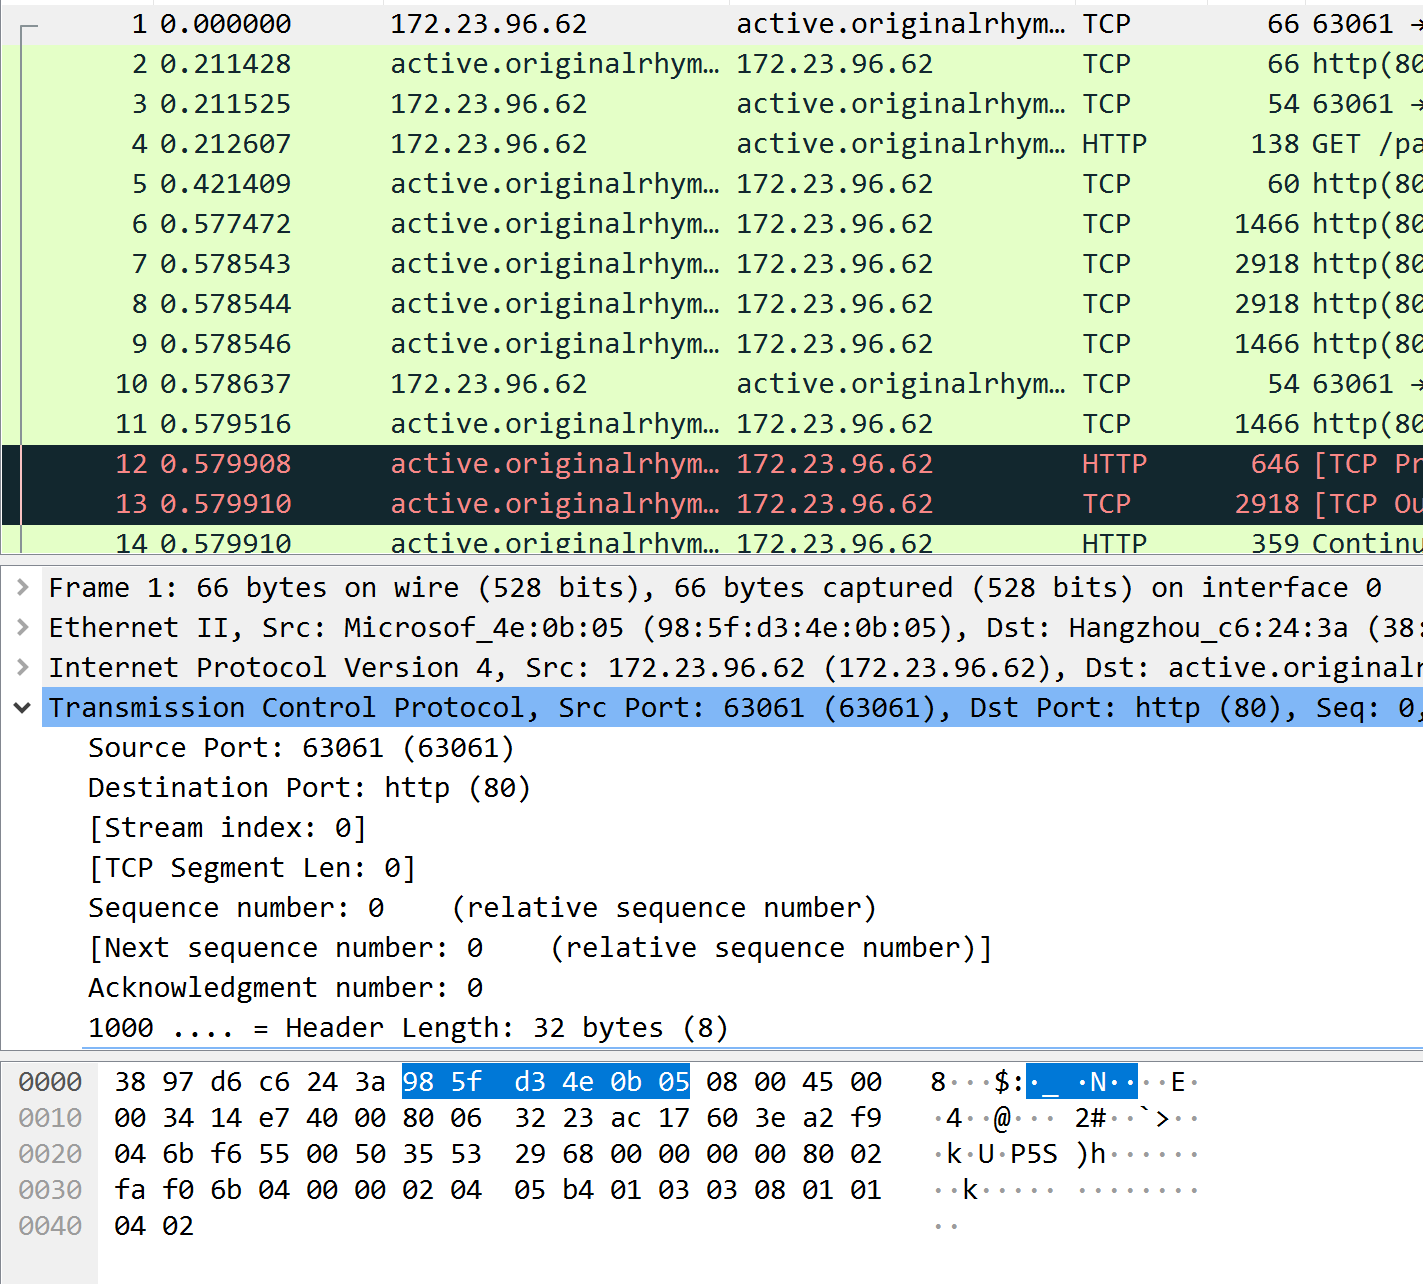 1 0.000000 172.23.96.62 active.originalrhym… TCP 66 63061 →
2 0.211428 active.originalrhym… 172.23.96.62 TCP 66 http(80
3 0.211525 172.23.96.62 active.originalrhym… TCP 54 63061 →
4 0.212607 172.23.96.62 active.originalrhym… HTTP 138 GET /pa
5 0.421409 active.originalrhym… 172.23.96.62 TCP 60 http(80
6 0.577472 active.originalrhym… 172.23.96.62 TCP 1466 http(80
7 0.578543 active.originalrhym… 172.23.96.62 TCP 2918 http(80
8 0.578544 active.originalrhym… 172.23.96.62 TCP 2918 http(80
9 0.578546 active.originalrhym… 172.23.96.62 TCP 1466 http(80
10 0.578637 172.23.96.62 active.originalrhym… TCP 54 63061 →
11 0.579516 active.originalrhym… 172.23.96.62 TCP 1466 http(80
12 0.579908 active.originalrhym… 172.23.96.62 HTTP 646 [TCP Pr
13 0.579910 active.originalrhym… 172.23.96.62 TCP 2918 [TCP Ou
14 0.579910 active.originalrhym… 172.23.96.62 HTTP 359 Continu
Frame 1: 66 bytes on wire (528 bits), 66 bytes captured (528 bits) on interface 0
Ethernet II, Src: Microsof_4e:0b:05 (98:5f:d3:4e:0b:05), Dst: Hangzhou_c6:24:3a (38:
Internet Protocol Version 4, Src: 172.23.96.62 (172.23.96.62), Dst: active.originalr
Transmission Control Protocol, Src Port: 63061 (63061), Dst Port: http (80), Seq: 0,
Source Port: 63061 (63061)
Destination Port: http (80)
[Stream index: 0]
[TCP Segment Len: 0]
Sequence number: 0 (relative sequence number)
[Next sequence number: 0 (relative sequence number)]
Acknowledgment number: 0
1000 .... = Header Length: 32 bytes (8)
0000 38 97 d6 c6 24 3a 98 5f d3 4e 0b 05 08 00 45 00 8···$:·_ ·N····E·
0010 00 34 14 e7 40 00 80 06 32 23 ac 17 60 3e a2 f9 ·4··@··· 2#··`>··
0020 04 6b f6 55 00 50 35 53 29 68 00 00 00 00 80 02 ·k·U·P5S )h······
0030 fa f0 6b 04 00 00 02 04 05 b4 01 03 03 08 01 01 ··k····· ········
0040 04 02 ··